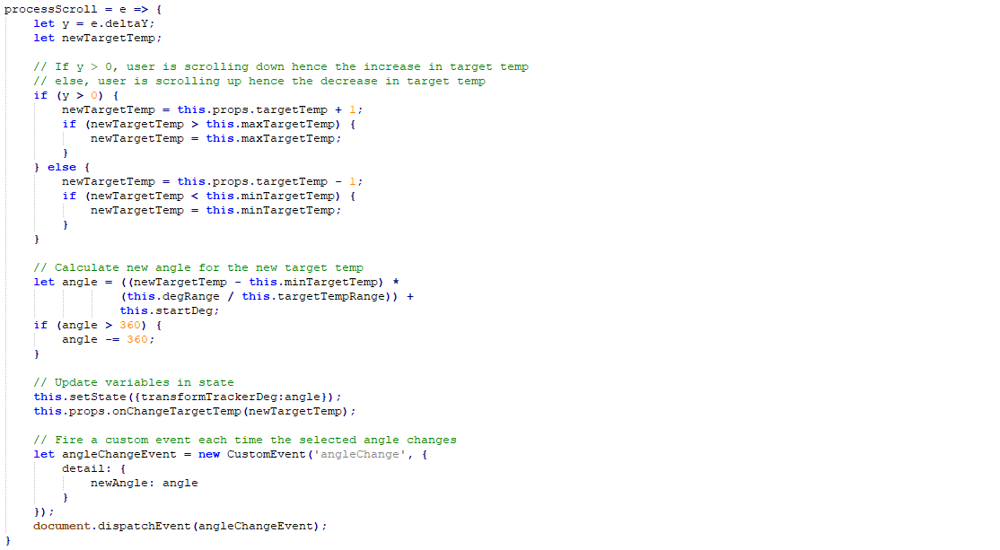 processScroll = e => {
    let y = e.deltaY;
    let newTargetTemp;

    // If y > 0, user is scrolling down hence the increase in target temp
    // else, user is scrolling up hence the decrease in target temp
    if (y > 0) {
        newTargetTemp = this.props.targetTemp + 1;
        if (newTargetTemp > this.maxTargetTemp) {
            newTargetTemp = this.maxTargetTemp;
        }
    } else {
        newTargetTemp = this.props.targetTemp - 1;
        if (newTargetTemp < this.minTargetTemp) {
            newTargetTemp = this.minTargetTemp;
        }
    }

    // Calculate new angle for the new target temp
    let angle = ((newTargetTemp - this.minTargetTemp) *
                (this.degRange / this.targetTempRange)) +
                this.startDeg;
    if (angle > 360) {
        angle -= 360;
    }

    // Update variables in state
    this.setState({transformTrackerDeg:angle});
    this.props.onChangeTargetTemp(newTargetTemp);

    // Fire a custom event each time the selected angle changes
    let angleChangeEvent = new CustomEvent('angleChange', {
        detail: {
            newAngle: angle
        }
    });
    document.dispatchEvent(angleChangeEvent);
}